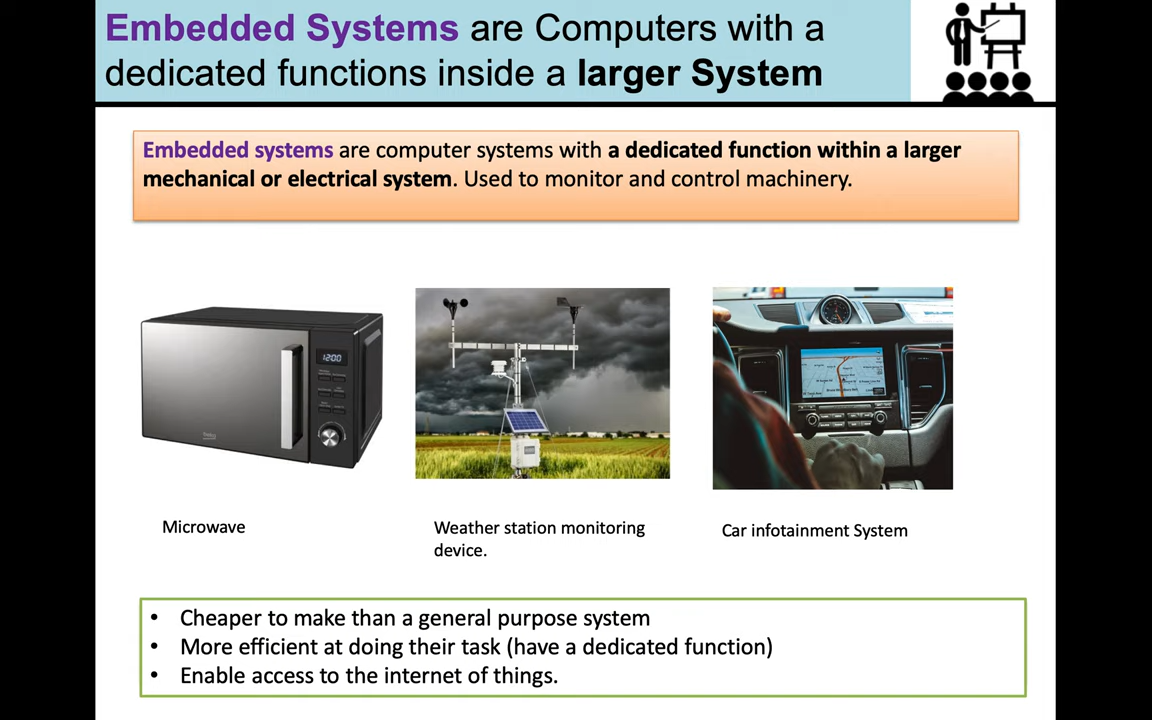 Embedded Systems are Computers with a
dedicated functions inside a larger System
Embedded systems are computer systems with a dedicated function within a larger
mechanical or electrical system. Used to monitor and control machinery.
1200
Microwave
Weather station monitoring
device.
Car infotainment System
• Cheaper to make than a general purpose system
• More efficient at doing their task (have a dedicated function)
• Enable access to the internet of things.